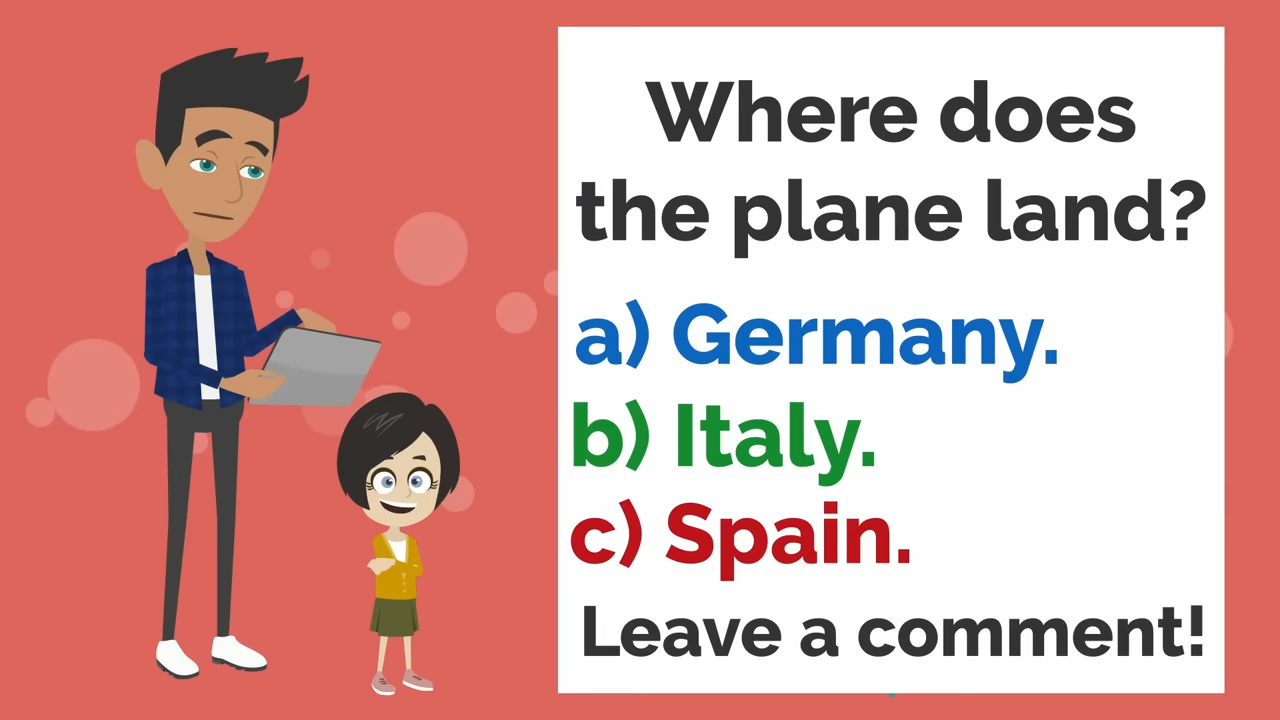 Where does
the plane land?
a) Germany.
b) Italy.
c) Spain.
Leave a comment!